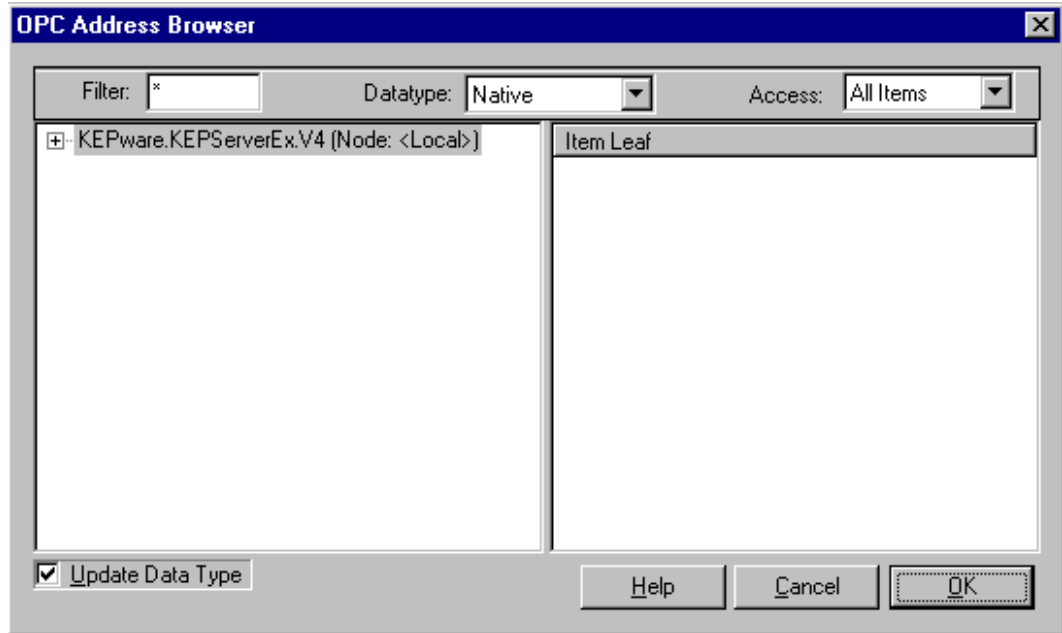 OPC Address Browser
Filter: * Datatype: Native Access: All Items
KEPware.KEPServerEx.V4 (Node: <Local>)
Item Leaf
Update Data Type
Help Cancel OK